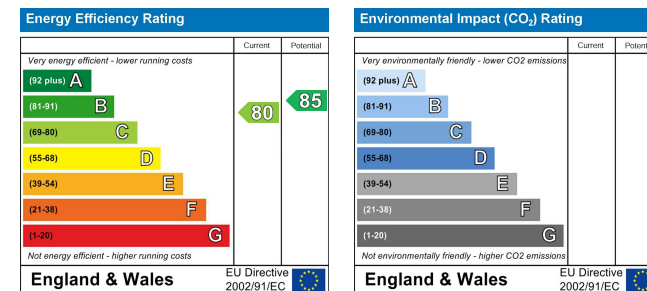 Energy Efficiency Rating
Current Potential
Very energy efficient - lower running costs
(92 plus) A
(81-91) B
(69-80) C
(55-68) D
(39-54) E
(21-38) F
(1-20) G
80
85
Not energy efficient - higher running costs
England & Wales
EU Directive
2002/91/EC
Environmental Impact (CO₂) Rating
Current Potent
Very environmentally friendly - lower CO2 emissions
(92 plus) A
(81-91) B
(69-80) C
(55-68) D
(39-54) E
(21-38) F
(1-20) G
Not environmentally friendly - higher CO2 emissions
England & Wales
EU Directive
2002/91/EC